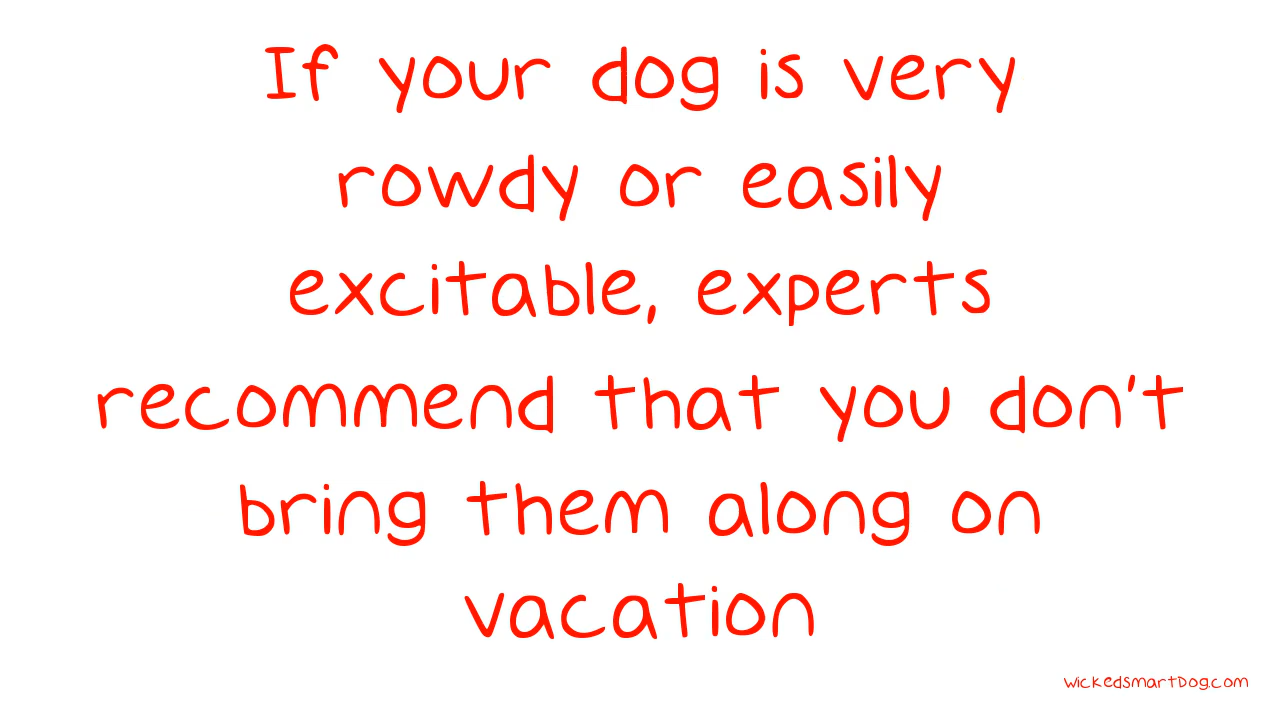 If your dog is very
rowdy or easily
excitable, experts
recommend that you don't
bring them along on
vacation
wickedsmartDog.com